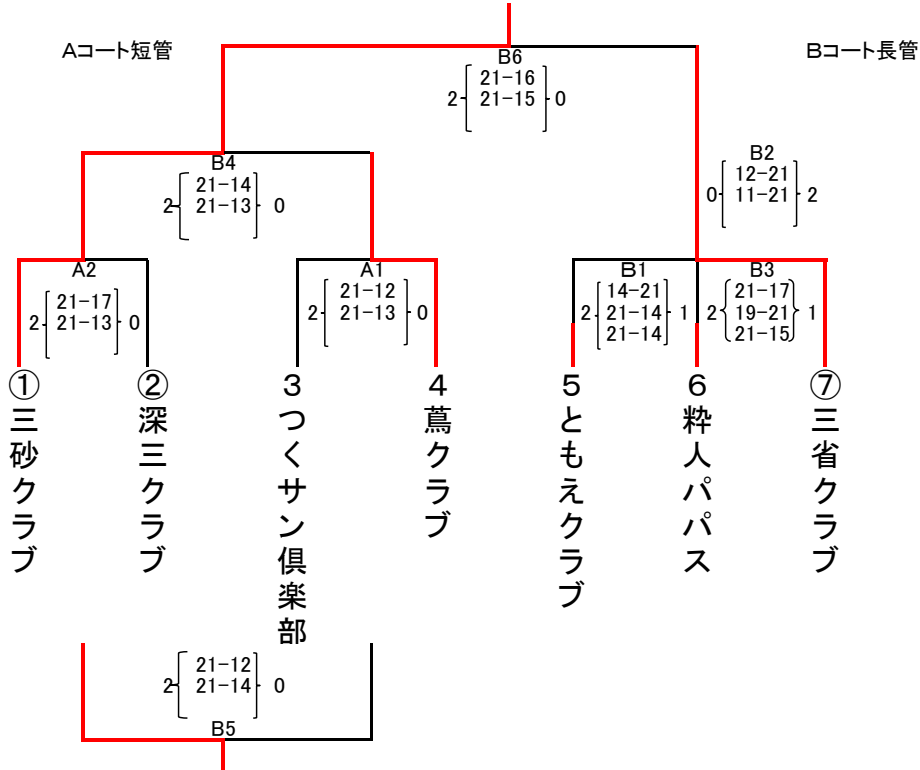 Aコート短管
Bコート長管
B6
21-16
2 21-15 0
B4
21-14
2 21-13 0
B2
12-21
0 11-21 2
A2
21-17
2 21-13 0
A1
21-12
2 21-13 0
B1
14-21
2 21-14 1
21-14
B3
21-17
2 19-21 1
21-15
①三砂クラブ
②深三クラブ
3つくサン倶楽部
4蔦クラブ
5ともえクラブ
6粋人パパス
⑦三省クラブ
21-12
2 21-14 0
B5